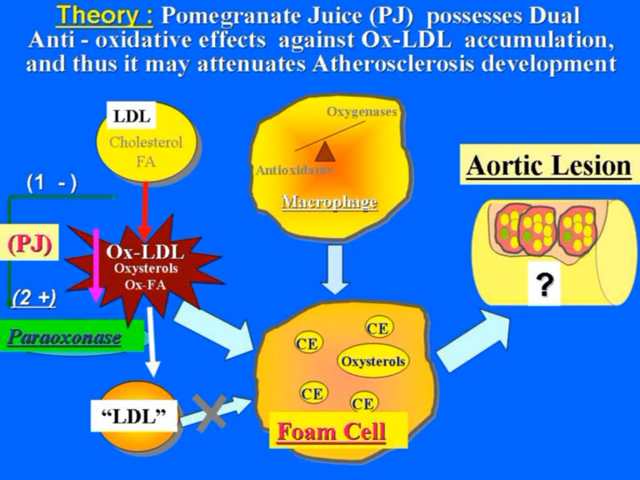 Theory : Pomegranate Juice (PJ) possesses Dual
Anti - oxidative effects against Ox-LDL accumulation,
and thus it may attenuates Atherosclerosis development
LDL
Cholesterol
FA
Oxygenases
Antioxidants
Macrophage
Aortic Lesion
(1 - )
(PJ)
Ox-LDL
Oxysterols
Ox-FA
(2 +)
Paraoxonase
?
CE
CE
Oxysterols
CE
CE
Foam Cell
“LDL”